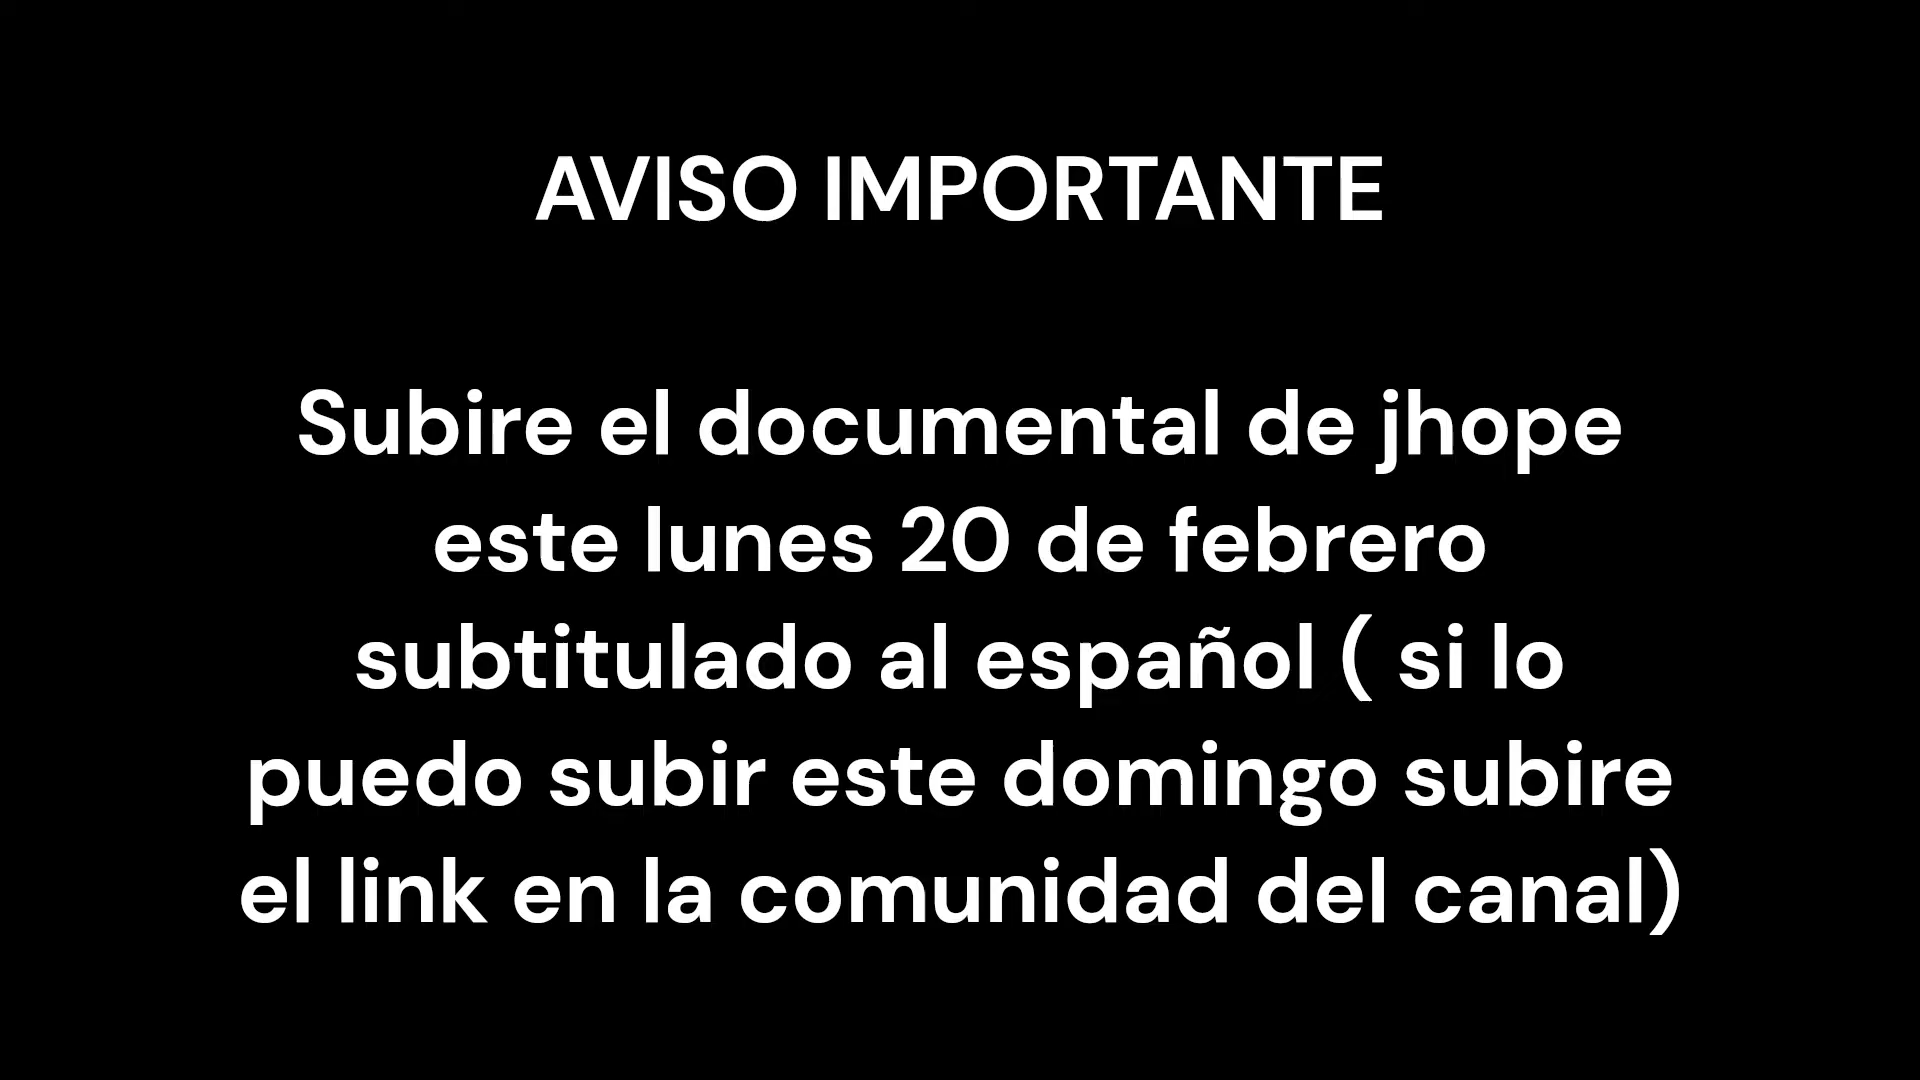 AVISO IMPORTANTE
Subire el documental de jhope
este lunes 20 de febrero
subtitulado al español ( si lo
puedo subir este domingo subire
el link en la comunidad del canal)